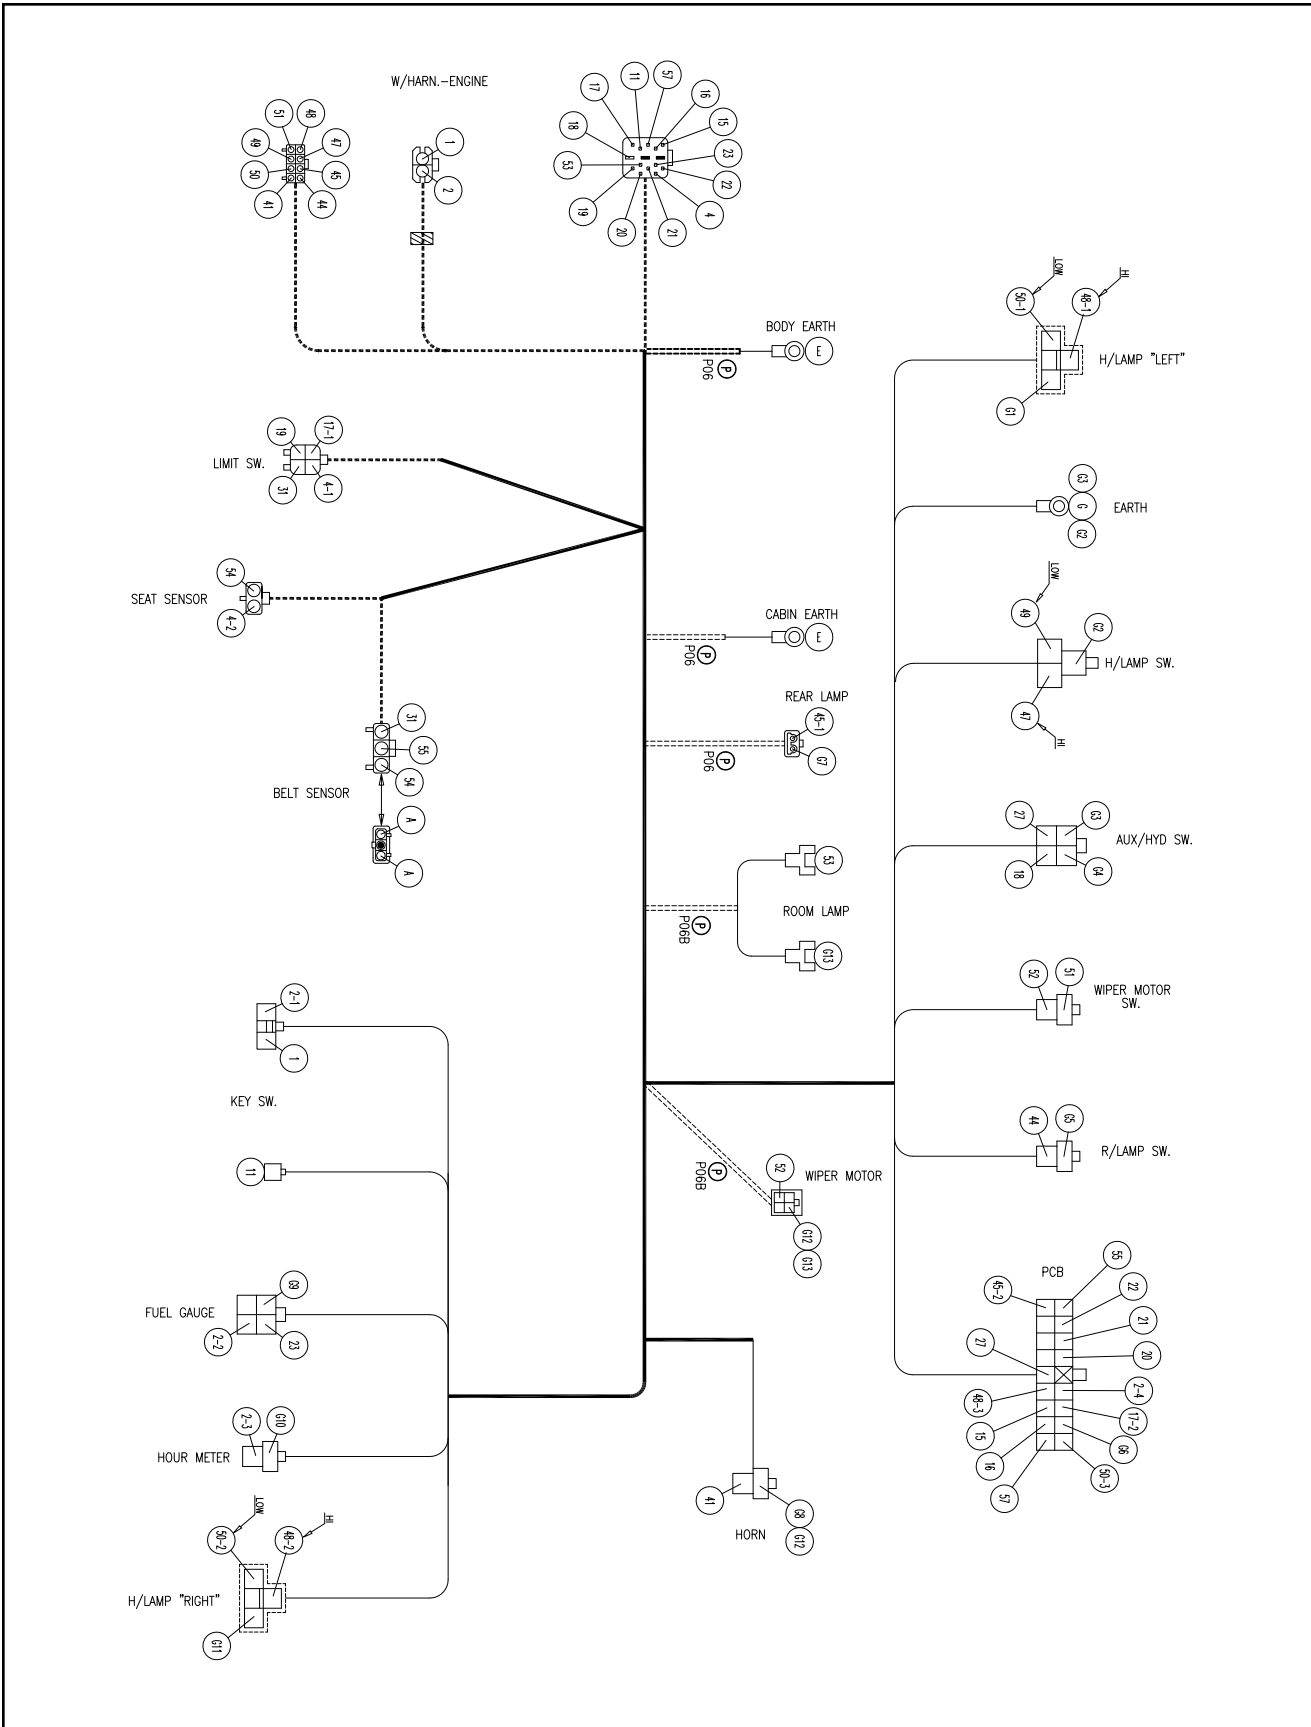 W/HARN.-ENGINE
51
48
49
47
50
45
41
44
1
2
17
11
57
16
15
18
23
53
22
19
4
20
21
BODY EARTH
E
P
P06
LOW
HI
50-1
48-1
H/LAMP "LEFT"
G1
19
17-1
LIMIT SW.
31
4-1
G3
G
G2
EARTH
54
SEAT SENSOR
4-2
CABIN EARTH
E
P
P06
LOW
49
G2
H/LAMP SW.
47
HI
31
55
54
BELT SENSOR
A
A
REAR LAMP
45-1
G7
P
P06
27
G3
AUX/HYD SW.
18
G4
53
ROOM LAMP
P
P06B
G13
2-1
1
KEY SW.
52
51
WIPER MOTOR
SW.
44
G5
R/LAMP SW.
11
52
WIPER MOTOR
P
P06B
G12
G13
G9
FUEL GAUGE
2-2
23
PCB
55
45-2
22
21
27
20
2-4
48-3
17-2
15
G6
16
50-3
57
2-3
G10
HOUR METER
41
G8
HORN
G12
LOW
HI
50-2
48-2
H/LAMP "RIGHT"
G11